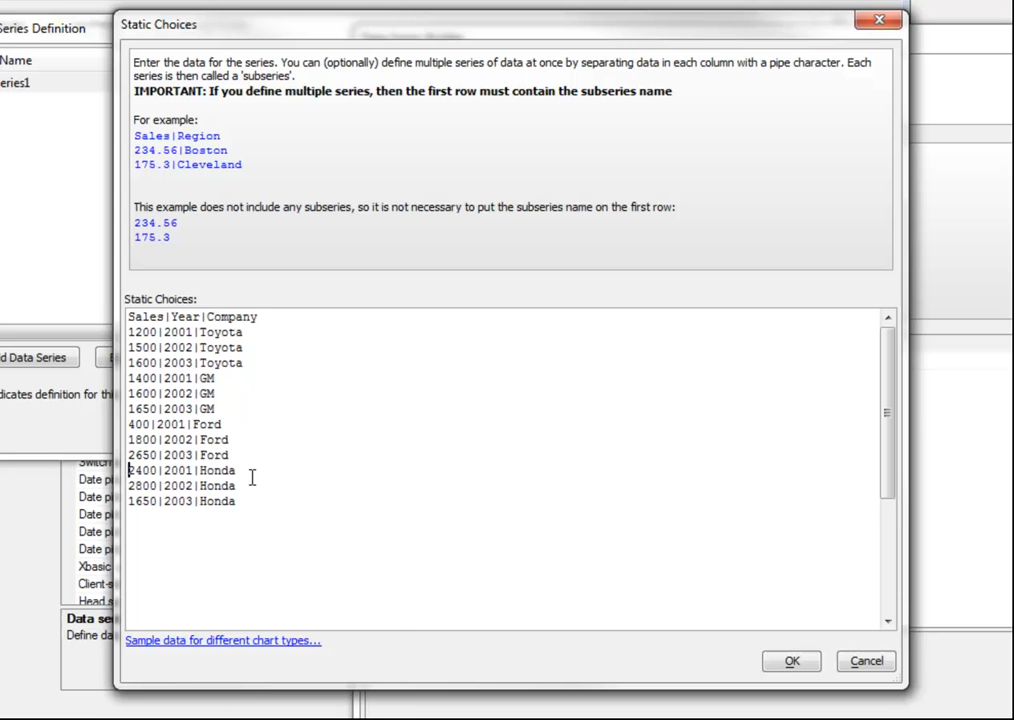 Series Definition
Static Choices
Name
eries1
Enter the data for the series. You can (optionally) define multiple series of data at once by separating data in each column with a pipe character. Each
series is then called a 'subseries'.
IMPORTANT: If you define multiple series, then the first row must contain the subseries name
For example:
Sales|Region
234.56|Boston
175.3|Cleveland
This example does not include any subseries, so it is not necessary to put the subseries name on the first row:
234.56
175.3
Static Choices:
Sales|Year|Company
1200|2001|Toyota
1500|2002|Toyota
1600|2003|Toyota
1400|2001|GM
1600|2002|GM
1650|2003|GM
400|2001|Ford
1800|2002|Ford
2650|2003|Ford
2400|2001|Honda
2800|2002|Honda
1650|2003|Honda
d Data Series
dicates definition for th
Switch
Date pi
Date pi
Date pi
Date pi
Date pi
Xbasic
Client-s
Head s
Data se
Define da
Sample data for different chart types...
OK
Cancel